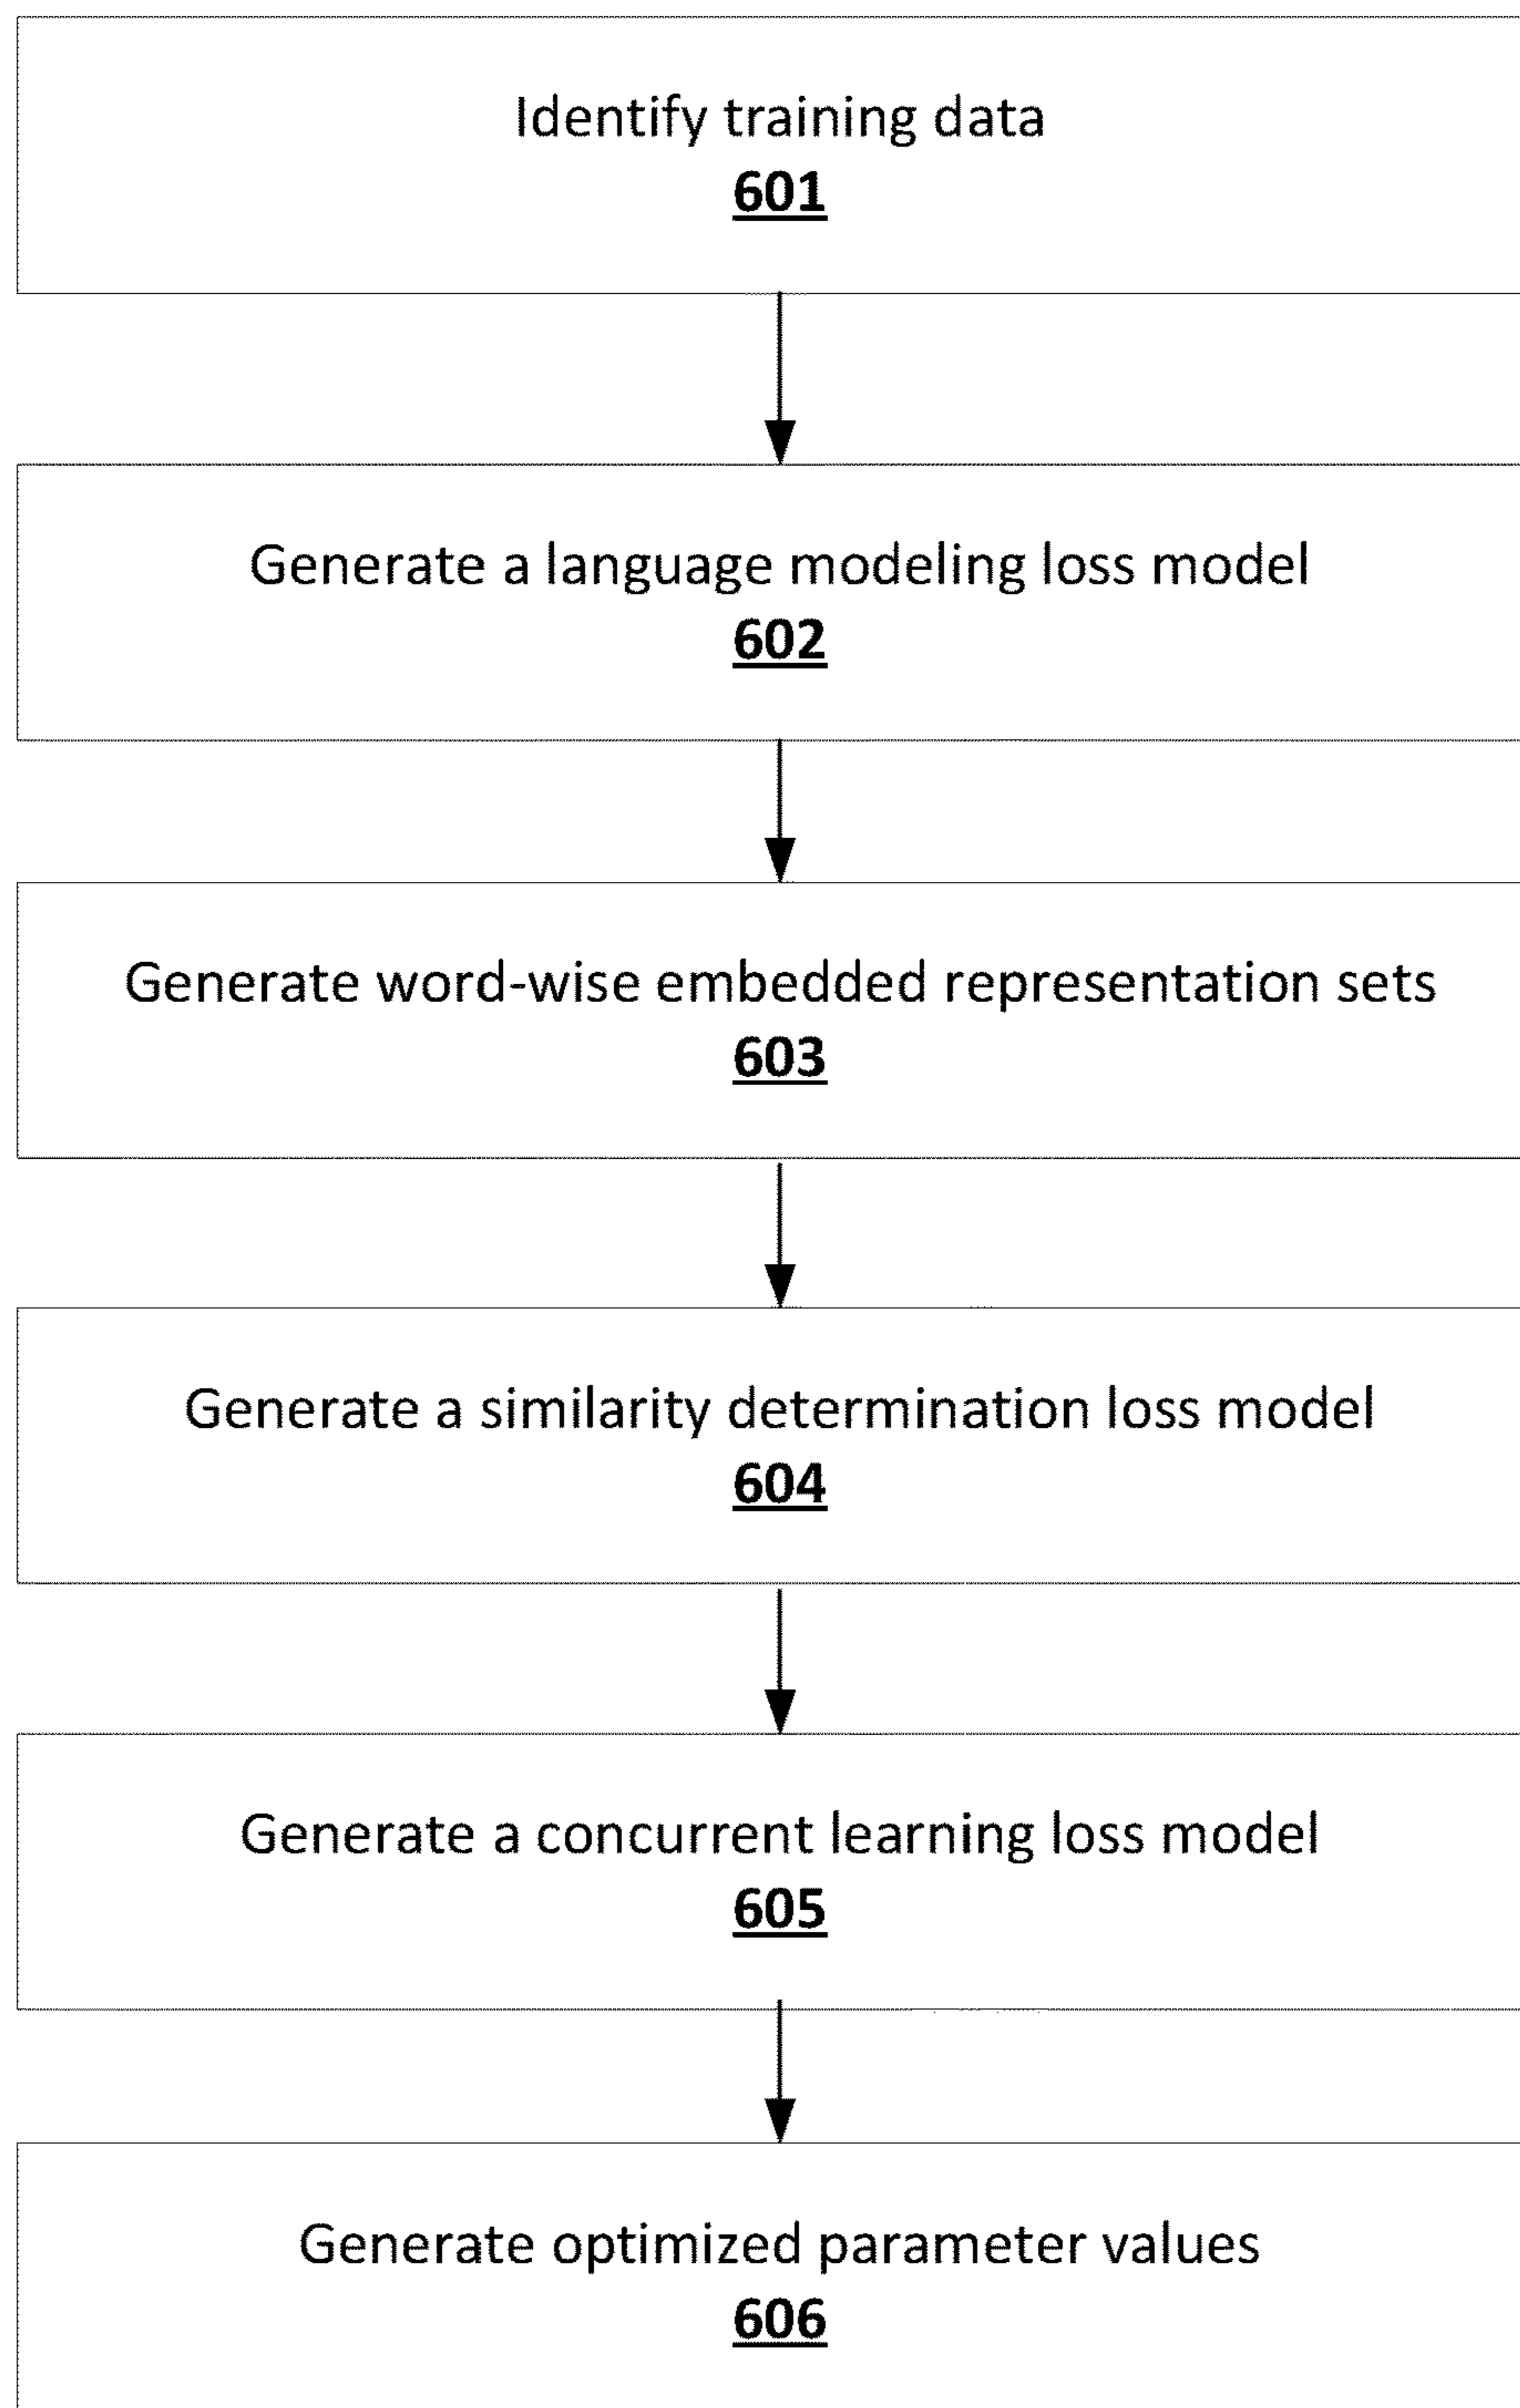 Identify training data
601
Generate a language modeling loss model
602
Generate word-wise embedded representation sets
603
Generate a similarity determination loss model
604
Generate a concurrent learning loss model
605
Generate optimized parameter values
606